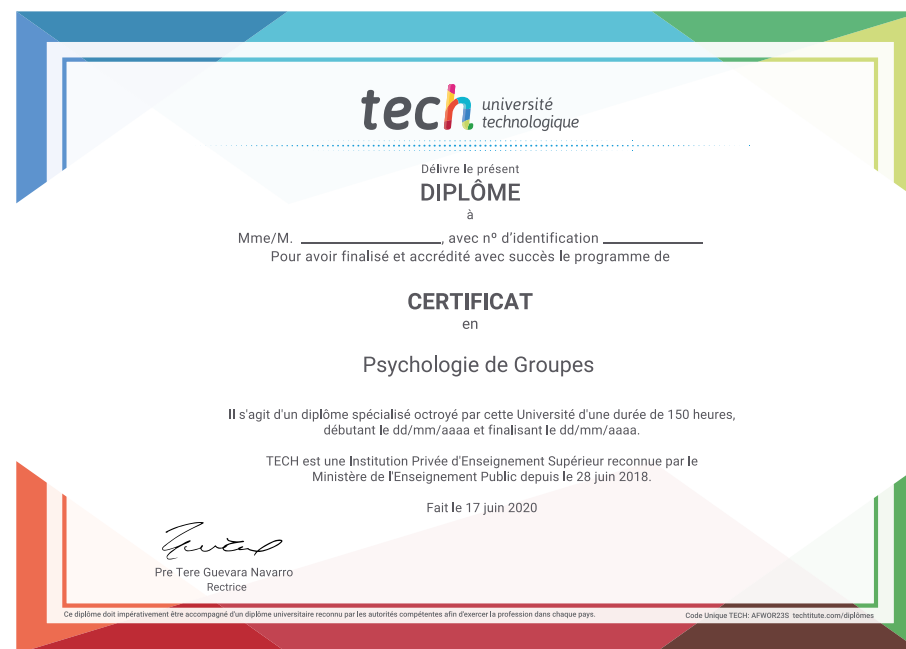 tech université
technologique
Délivre le présent
DIPLÔME
à
Mme/M. ____________________, avec nº d'identification ______________
Pour avoir finalisé et accrédité avec succès le programme de
CERTIFICAT
en
Psychologie de Groupes
Il s'agit d'un diplôme spécialisé octroyé par cette Université d'une durée de 150 heures,
débutant le dd/mm/aaaa et finalisant le dd/mm/aaaa.
TECH est une Institution Privée d'Enseignement Supérieur reconnue par le
Ministère de l'Enseignement Public depuis le 28 juin 2018.
Fait le 17 juin 2020
Pre Tere Guevara Navarro
Rectrice
Ce diplôme doit impérativement être accompagné d'un diplôme universitaire reconnu par les autorités compétentes afin d'exercer la profession dans chaque pays.
Code Unique TECH: AFWOR23S techtitute.com/diplômes